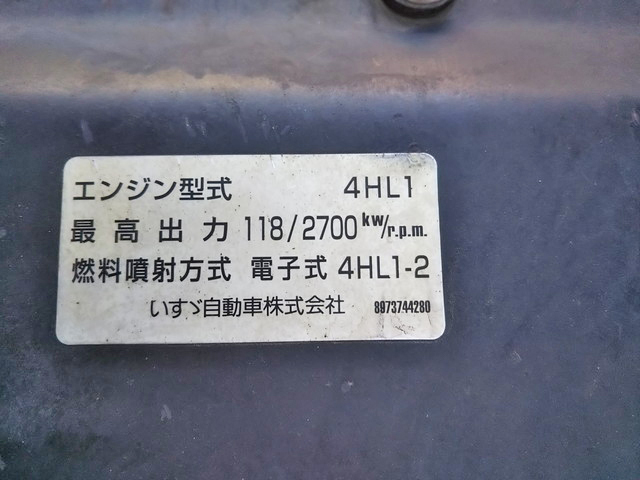 エンジン型式 4HL1
最高出力 118/2700 kw/r.p.m.
燃料噴射方式 電子式 4HL1-2
いすゞ自動車株式会社 8973744280